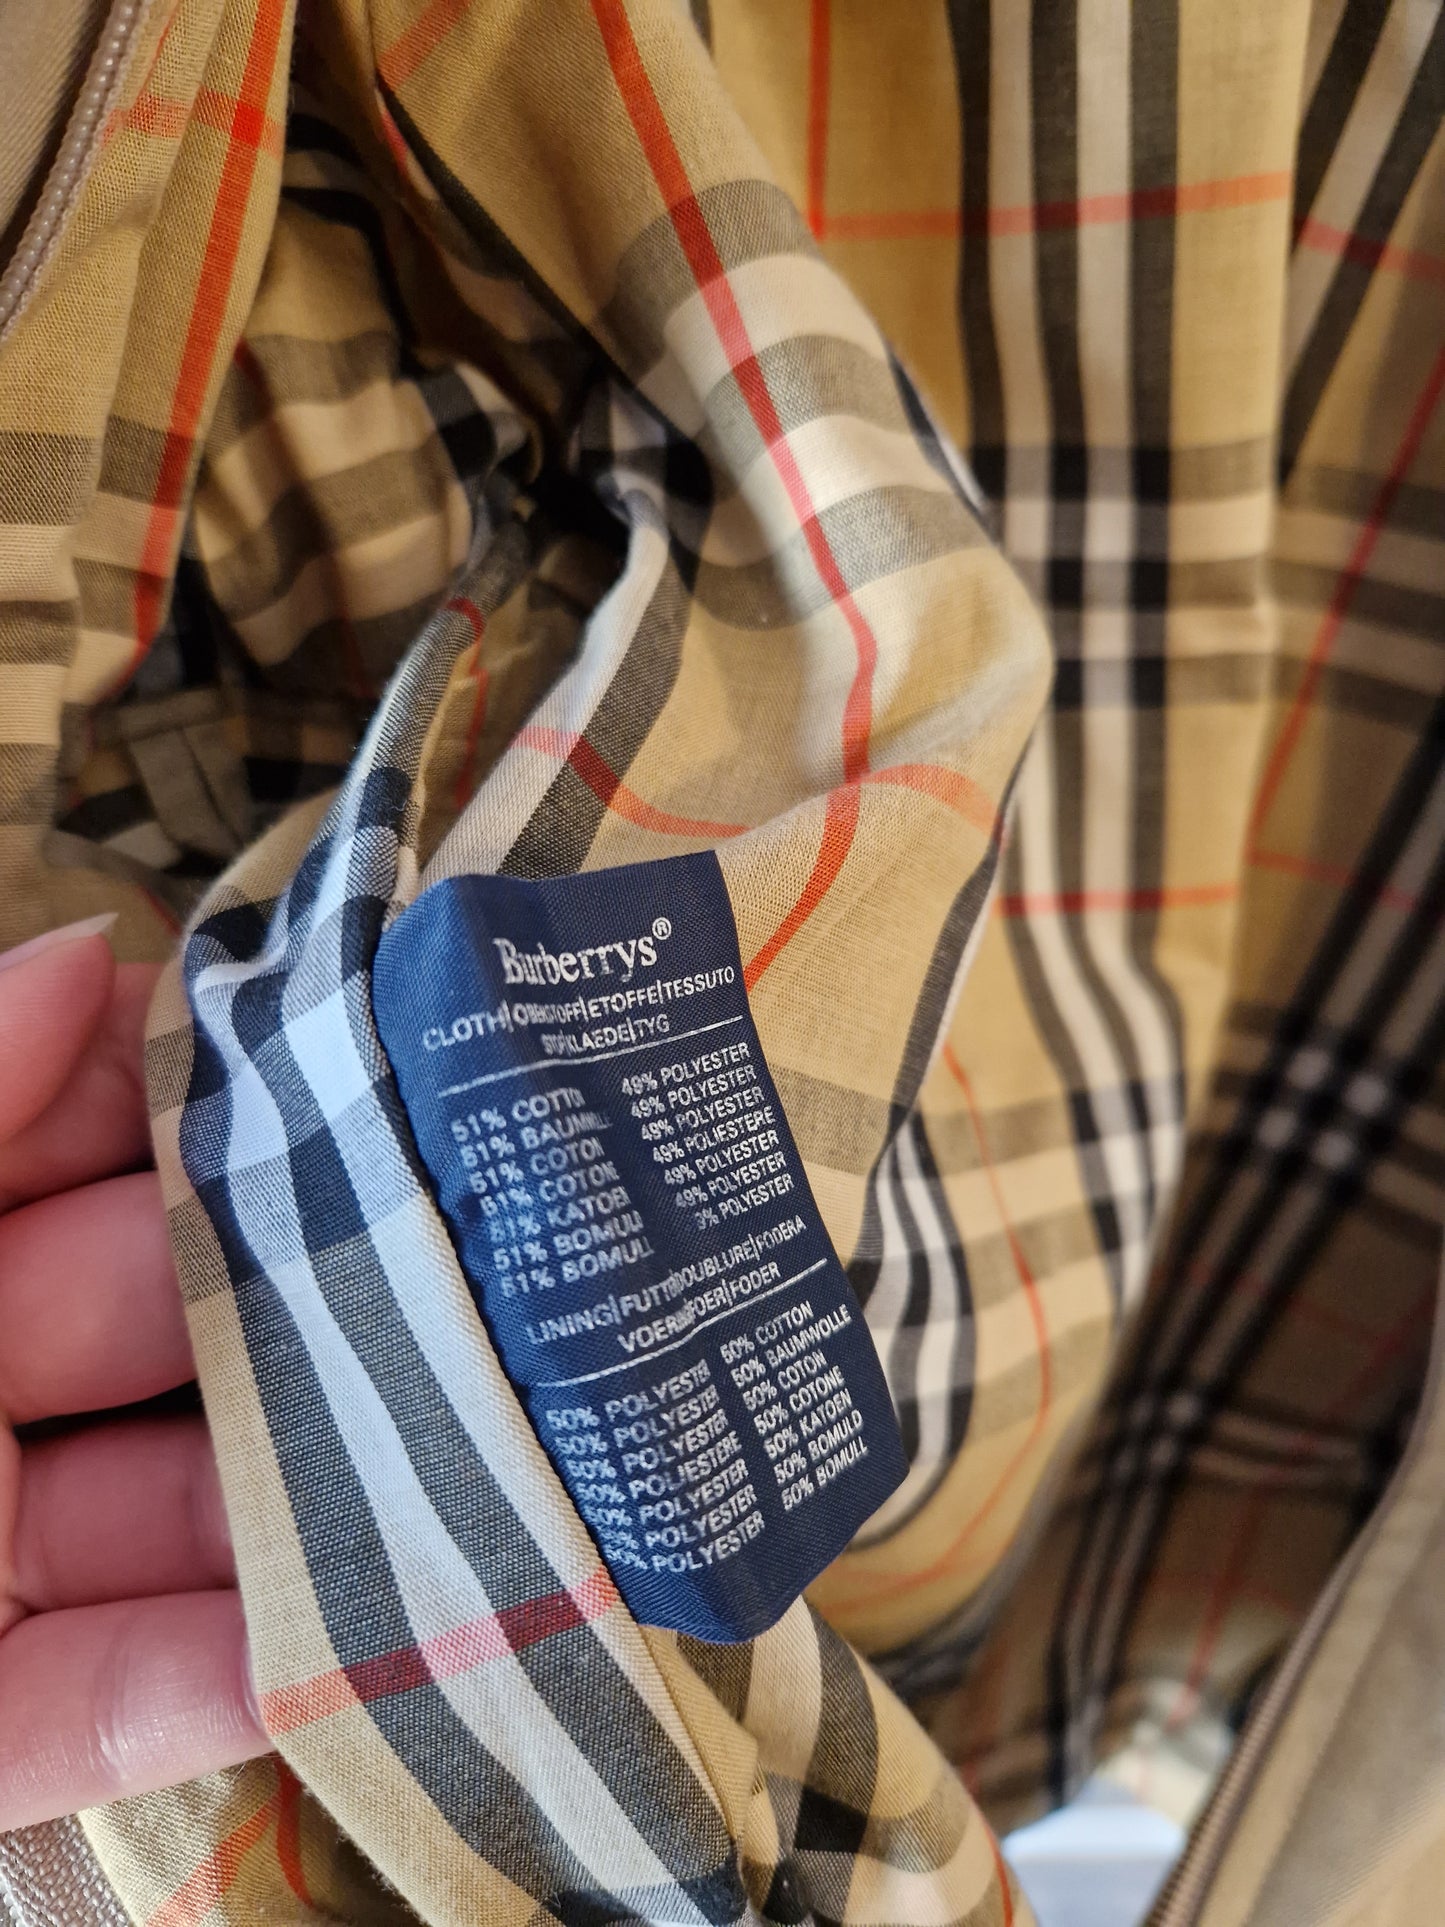 Burberrys®
CLOTH|OBERSTOFF|ETOFFE|TESSUTO
STOF|KLAEDE|TYG
51% COTTON 49% POLYESTER
51% BAUMWOLLE 49% POLYESTER
51% COTON 49% POLYESTER
51% COTONE 49% POLIESTERE
51% KATOEN 49% POLYESTER
51% BOMULD 49% POLYESTER
51% BOMULL 9% POLYESTER
LINING|FUTTER|DOUBLURE|FODERA
VOERING|FOER|FODER
50% POLYESTER 50% COTTON
50% POLYESTER 50% BAUMWOLLE
50% POLYESTER 50% COTON
50% POLIESTERE 50% COTONE
50% POLYESTER 50% KATOEN
50% POLYESTER 50% BOMULD
50% POLYESTER 50% BOMULL